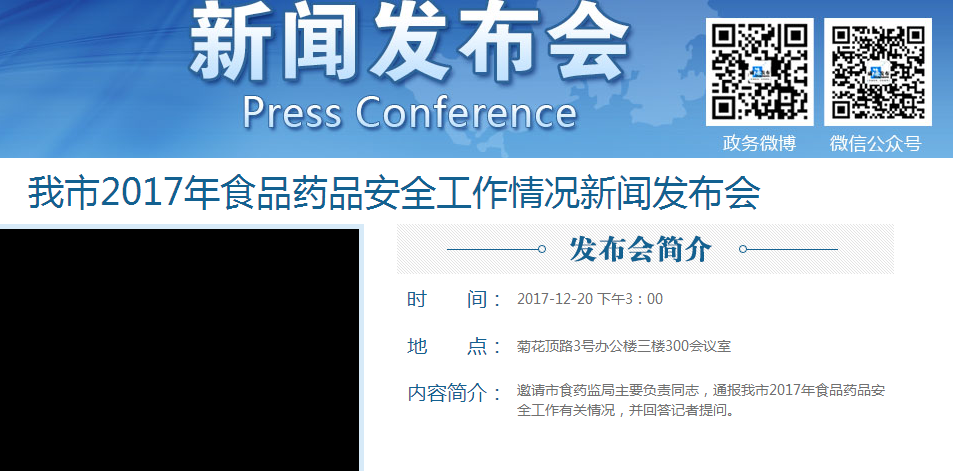 新闻发布会
Press Conference
政务微博
微信公众号
我市2017年食品药品安全工作情况新闻发布会
发布会简介
时　　间： 2017-12-20 下午3：00
地　　点： 菊花顶路3号办公楼三楼300会议室
内容简介： 邀请市食药监局主要负责同志，通报我市2017年食品药品安
全工作有关情况，并回答记者提问。